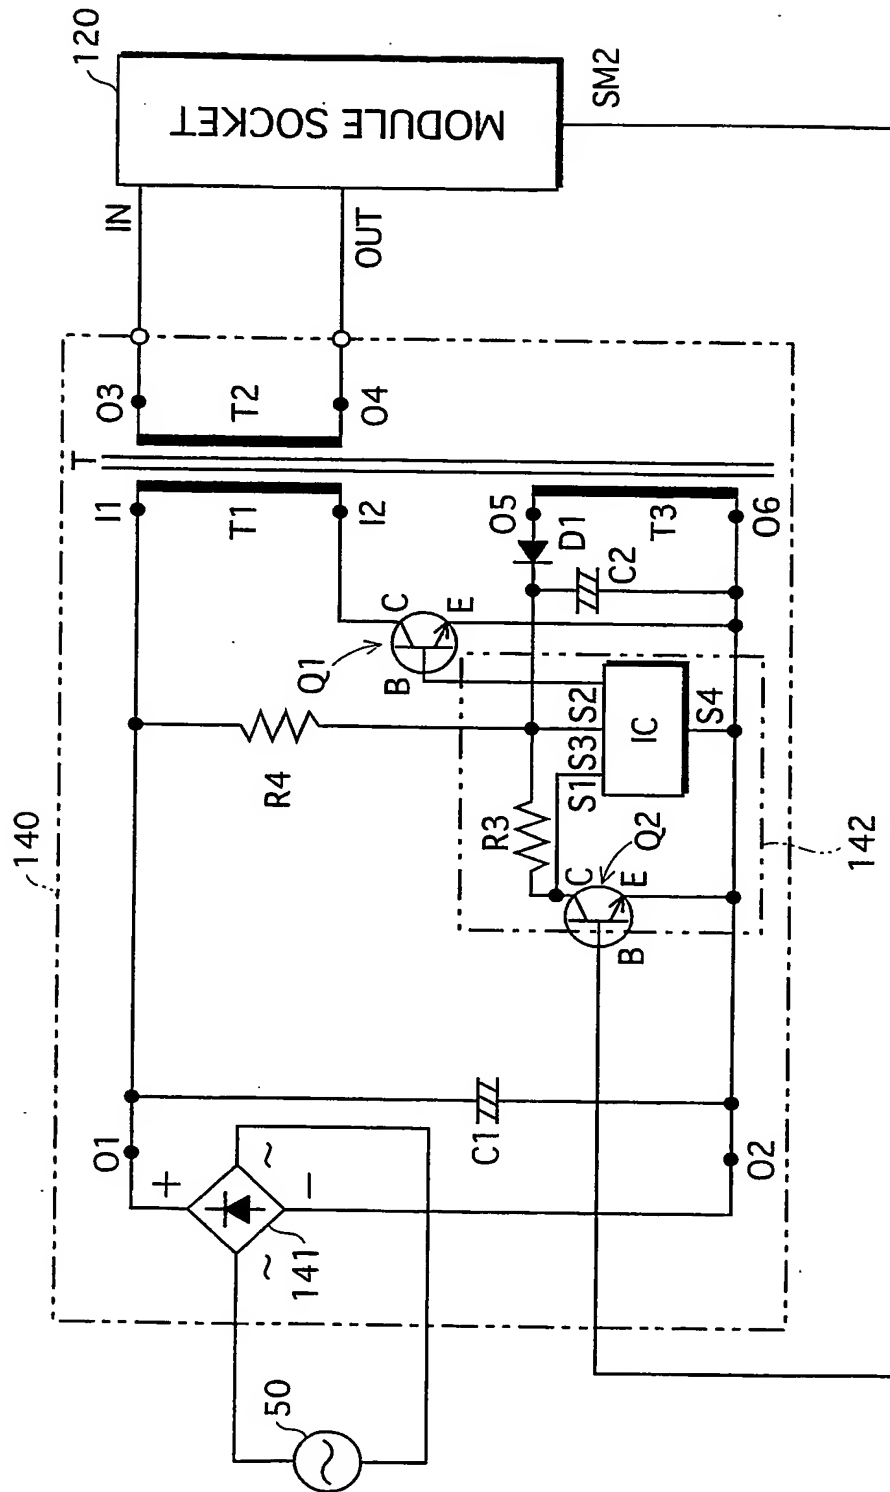 140
120
O1
+
~
~
−
141
50
C1
O2
R4
I1
T1
I2
T
O3
T2
O4
IN
OUT
MODULE SOCKET
SM2
Q1
C
B
E
O5
D1
C2
T3
O6
R3
S1
S3
S2
IC
S4
C
Q2
E
B
142